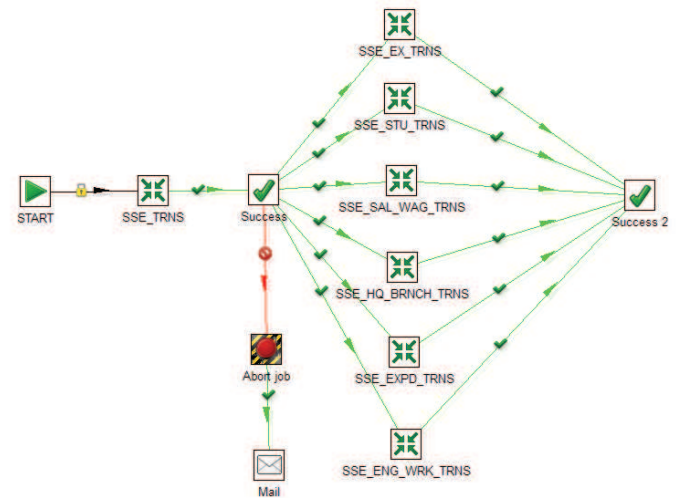 SSE_EX_TRNS
SSE_STU_TRNS
START
SSE_TRNS
Success
SSE_SAL_WAG_TRNS
Success 2
SSE_HQ_BRNCH_TRNS
Abort job
SSE_EXPD_TRNS
SSE_ENG_WRK_TRNS
Mail